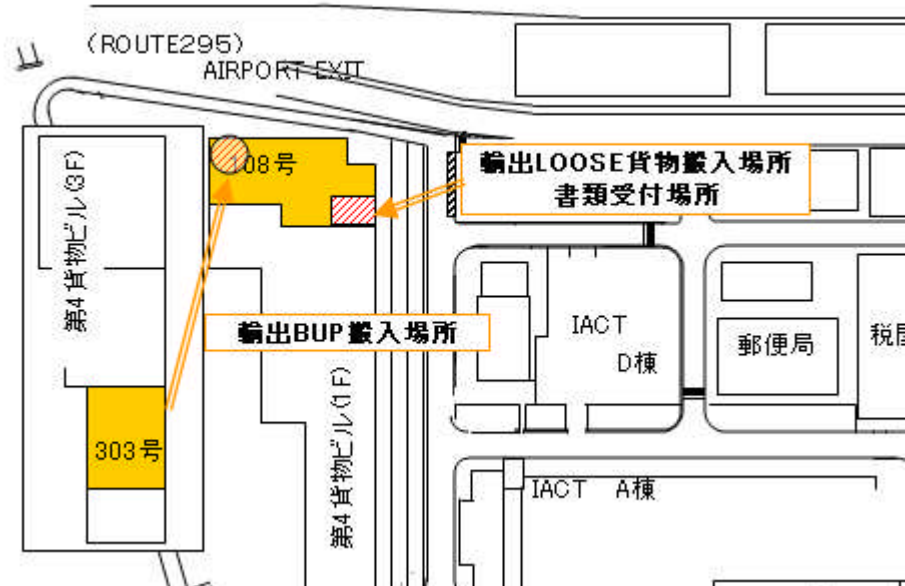 (ROUTE295)
AIRPORT EXIT
108号
輸出LOOSE貨物搬入場所
書類受付場所
第4貨物ビル(3F)
輸出BUP搬入場所
IACT
D棟
郵便局
税
303号
第4貨物ビル(1F)
IACT A棟